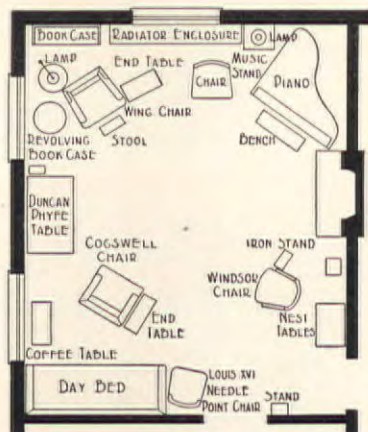 BOOK CASE
RADIATOR ENCLOSURE
LAMP
LAMP
END TABLE
MUSIC
STAND
CHAIR
PIANO
WING CHAIR
STOOL
BENCH
REVOLVING
BOOK CASE
DUNCAN
PHYFE
TABLE
COGSWELL
CHAIR
IRON STAND
WINDSOR
CHAIR
END
TABLE
NEST
TABLES
COFFEE TABLE
DAY BED
LOUIS XVI
NEEDLE
POINT CHAIR
STAND